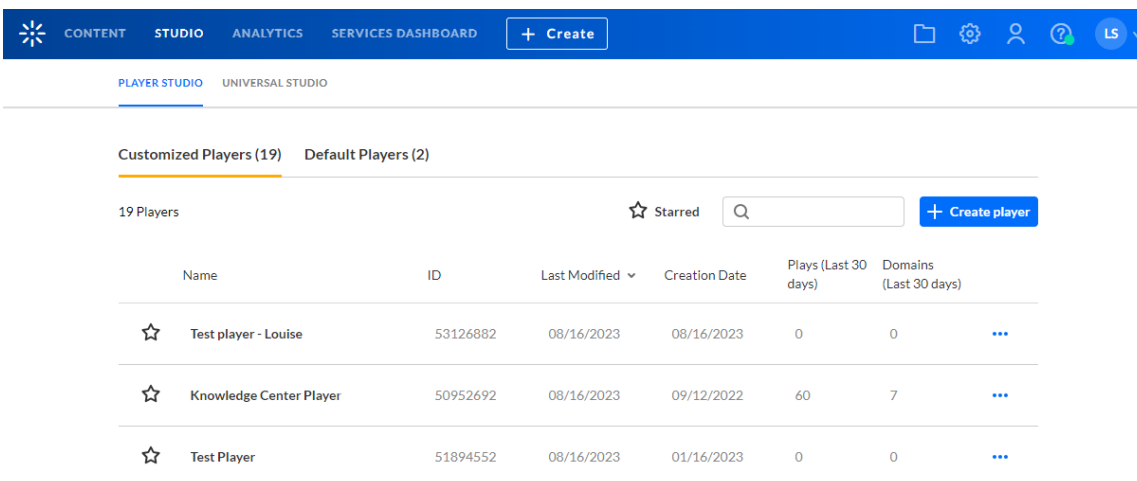 CONTENT STUDIO ANALYTICS SERVICES DASHBOARD + Create LS
PLAYER STUDIO UNIVERSAL STUDIO
Customized Players (19) Default Players (2)
19 Players Starred + Create player
Name ID Last Modified Creation Date Plays (Last 30 days) Domains (Last 30 days)
Test player - Louise 53126882 08/16/2023 08/16/2023 0 0
Knowledge Center Player 50952692 08/16/2023 09/12/2022 60 7
Test Player 51894552 08/16/2023 01/16/2023 0 0